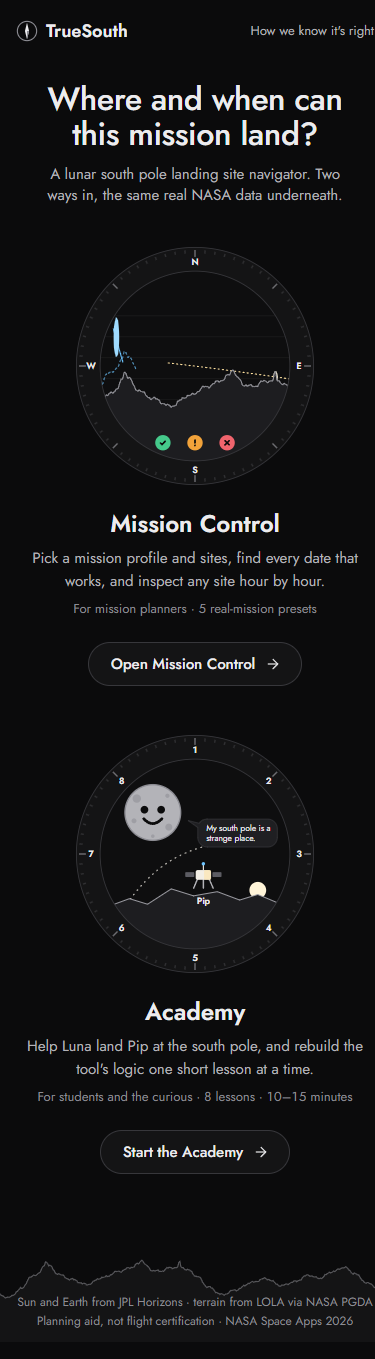 TrueSouth
How we know it's right
Where and when can
this mission land?
A lunar south pole landing site navigator. Two
ways in, the same real NASA data underneath.
N
W
E
S
Mission Control
Pick a mission profile and sites, find every date that
works, and inspect any site hour by hour.
For mission planners · 5 real-mission presets
Open Mission Control →
1
8
2
My south pole is a
strange place.
7
3
Pip
6
4
5
Academy
Help Luna land Pip at the south pole, and rebuild the
tool's logic one short lesson at a time.
For students and the curious · 8 lessons · 10–15 minutes
Start the Academy →
Sun and Earth from JPL Horizons · terrain from LOLA via NASA PGDA
Planning aid, not flight certification · NASA Space Apps 2026